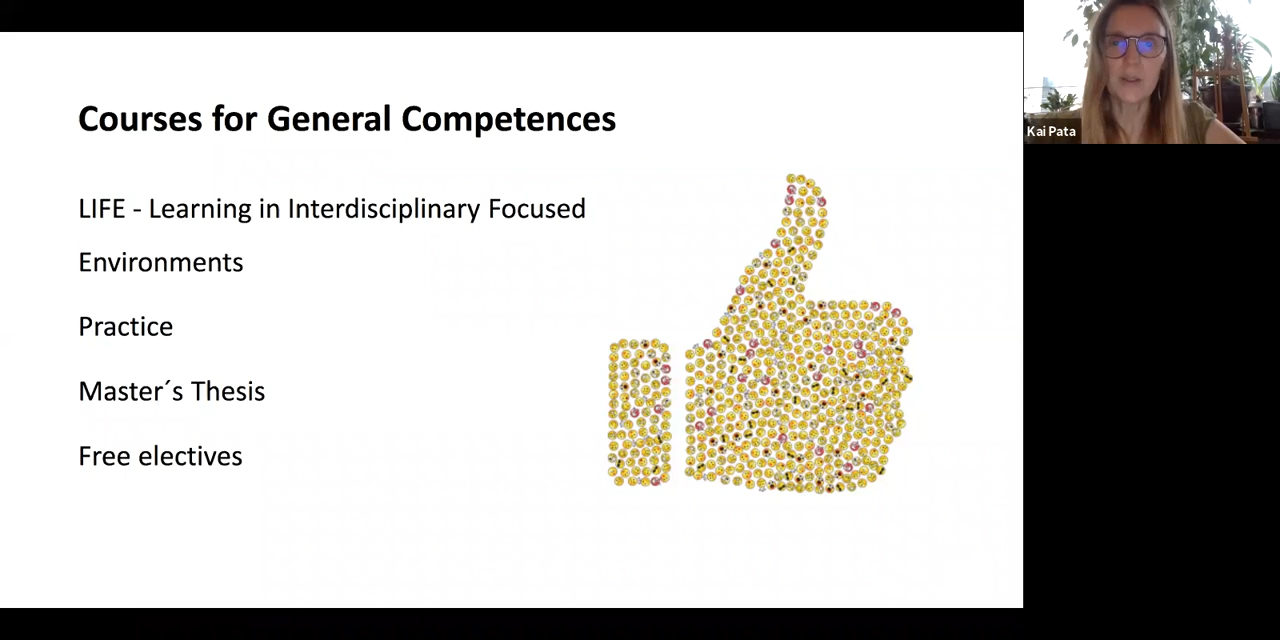 Courses for General Competences
LIFE - Learning in Interdisciplinary Focused
Environments
Practice
Master´s Thesis
Free electives
Kai Pata